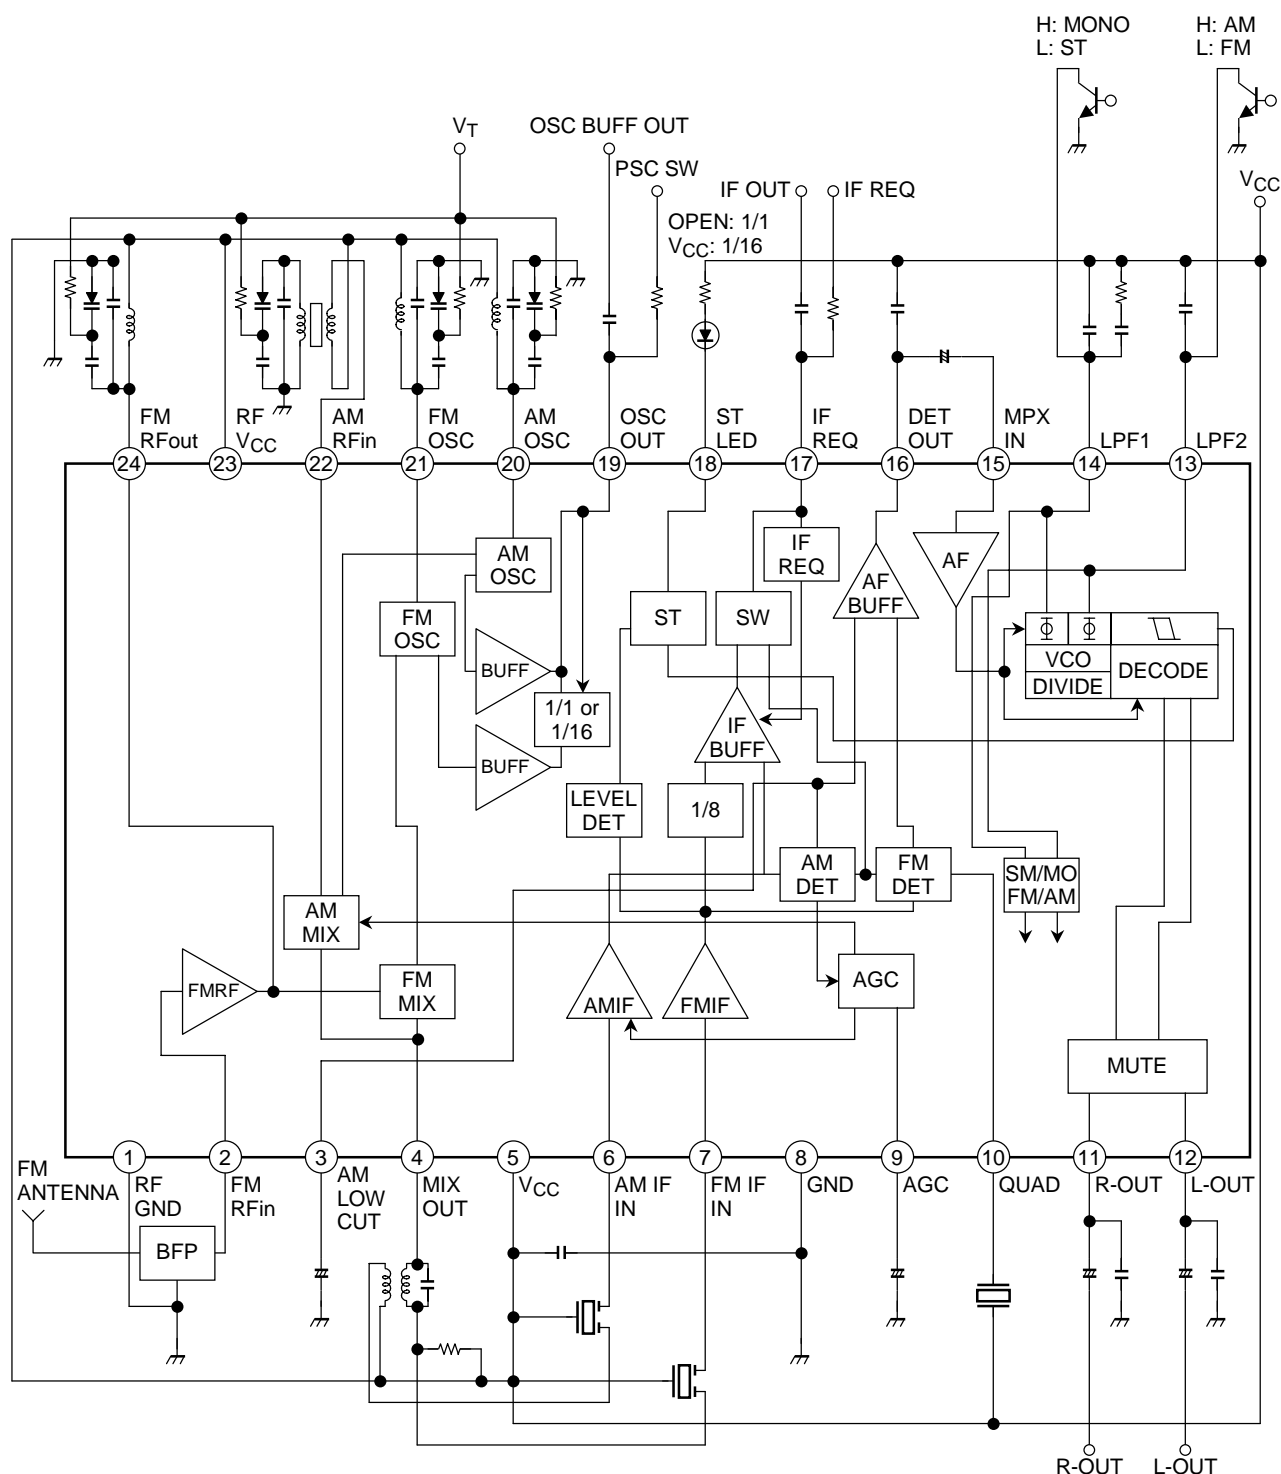 H: MONO
L: ST
H: AM
L: FM
VT
OSC BUFF OUT
PSC SW
IF OUT
IF REQ
VCC
OPEN: 1/1
VCC: 1/16
FM
RFout
RF
VCC
AM
RFin
FM
OSC
AM
OSC
OSC
OUT
ST
LED
IF
REQ
DET
OUT
MPX
IN
LPF1
LPF2
24
23
22
21
20
19
18
17
16
15
14
13
AM
OSC
IF
REQ
AF
AF
BUFF
FM
OSC
ST
SW
BUFF
VCO
DIVIDE
DECODE
1/1 or
1/16
IF
BUFF
BUFF
LEVEL
DET
1/8
AM
DET
FM
DET
SM/MO
FM/AM
AM
MIX
FMRF
FM
MIX
AMIF
FMIF
AGC
MUTE
1
2
3
4
5
6
7
8
9
10
11
12
FM
ANTENNA
RF
GND
FM
RFin
AM
LOW
CUT
MIX
OUT
VCC
AM IF
IN
FM IF
IN
GND
AGC
QUAD
R-OUT
L-OUT
BFP
R-OUT
L-OUT